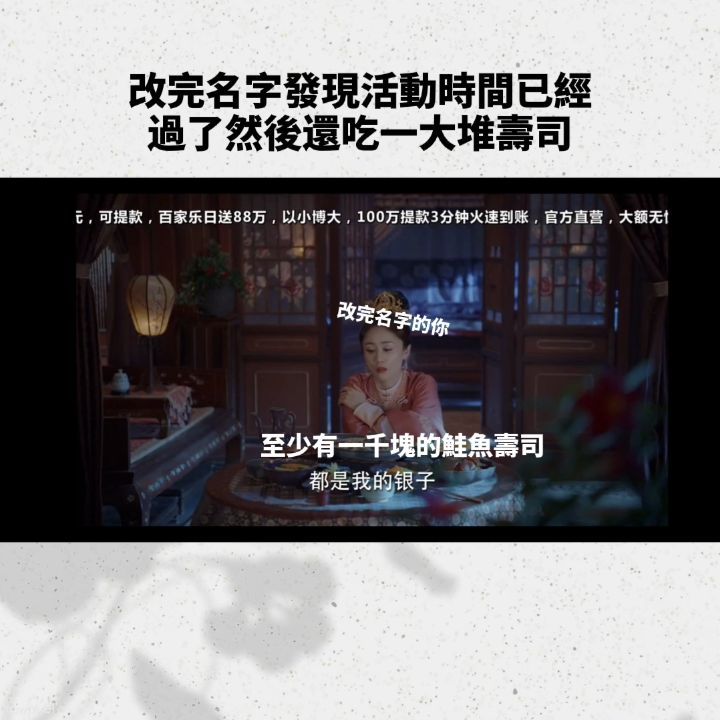 改完名字發現活動時間已經
過了然後還吃一大堆壽司
，可提款，百家乐日送88万，以小博大，100万提款3分钟火速到账，官方直营，大额无
改完名字的你
至少有一千塊的鮭魚壽司
都是我的银子